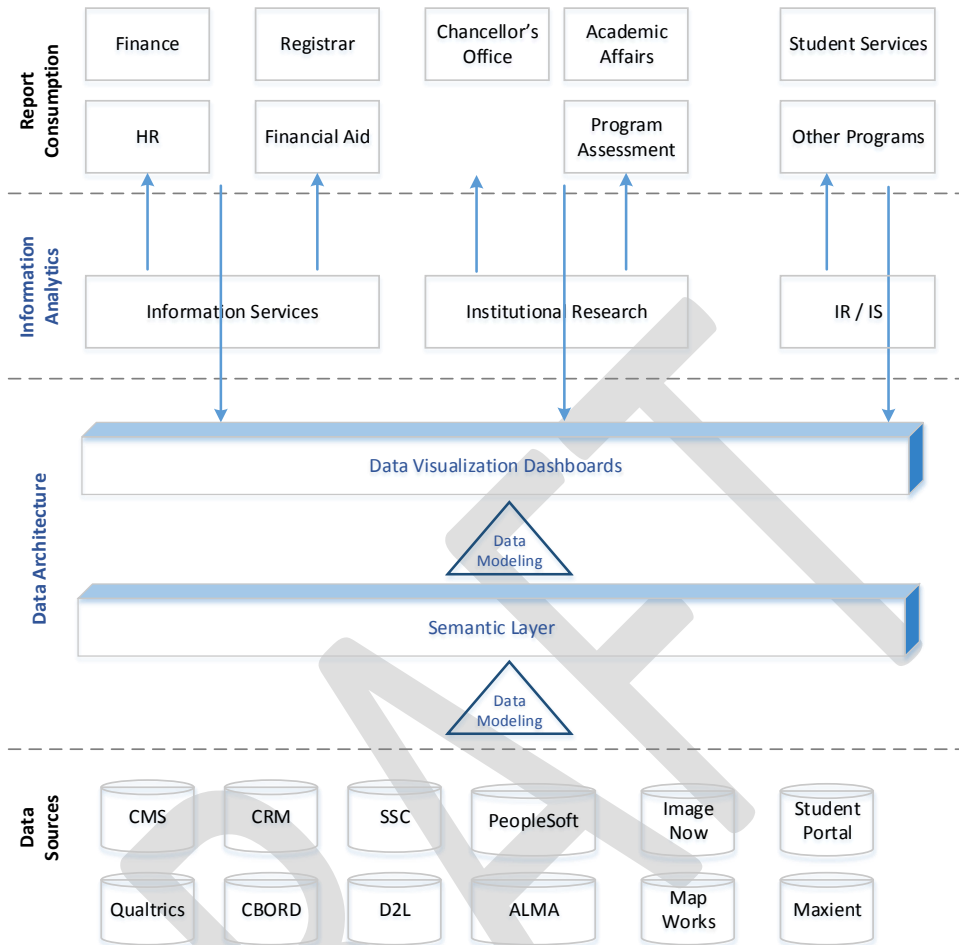 Report
Consumption
Finance
Registrar
Chancellor's
Office
Academic
Affairs
Student Services
HR
Financial Aid
Program
Assessment
Other Programs
Information
Analytics
Information Services
Institutional Research
IR / IS
Data Architecture
Data Visualization Dashboards
Data
Modeling
Semantic Layer
Data
Modeling
Data
Sources
CMS
CRM
SSC
PeopleSoft
Image
Now
Student
Portal
Qualtrics
CBORD
D2L
ALMA
Map
Works
Maxient
DRAFT